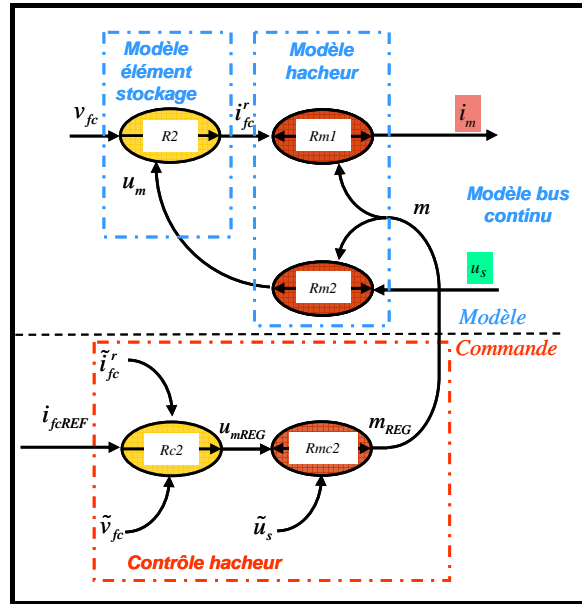 Modèle
élément
stockage
Modèle
hacheur
v_fc
R2
i^r_fc
Rm1
i_m
u_m
m
Modèle bus
continu
Rm2
u_s
Modèle
Commande
ĩ^r_fc
i_fcREF
Rc2
u_mREG
Rmc2
m_REG
ṽ_fc
ũ_s
Contrôle hacheur